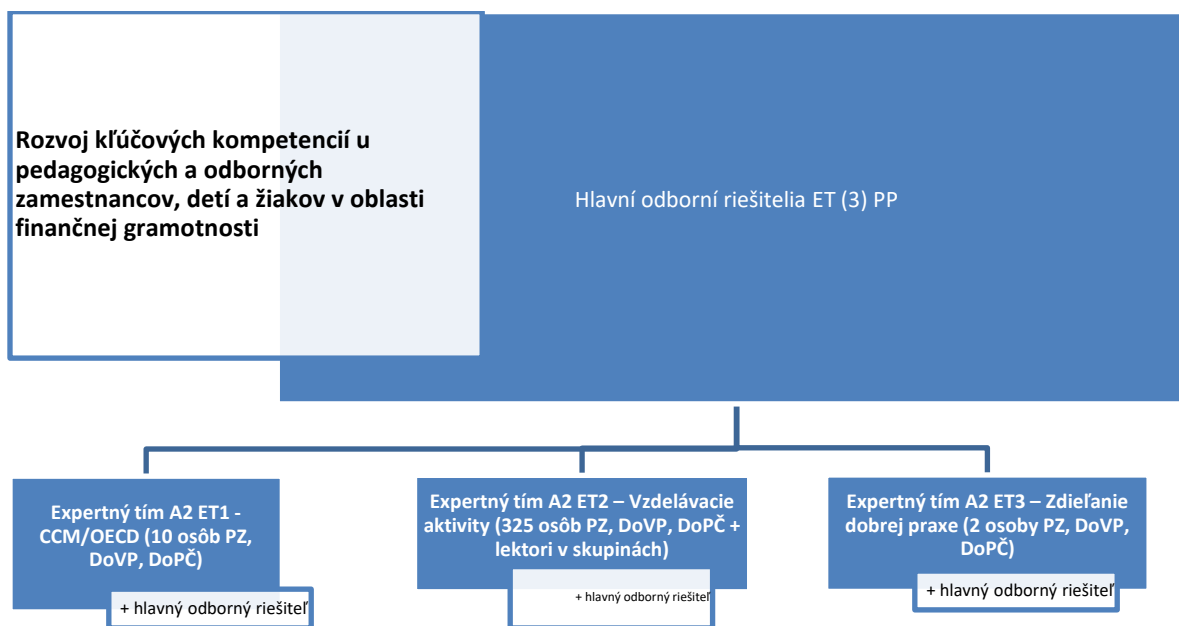 Rozvoj kľúčových kompetencií u
pedagogických a odborných
zamestnancov, detí a žiakov v oblasti
finančnej gramotnosti
Hlavní odborní riešitelia ET (3) PP
Expertný tím A2 ET1 -
CCM/OECD (10 osôb PZ,
DoVP, DoPČ)
+ hlavný odborný riešiteľ
Expertný tím A2 ET2 – Vzdelávacie
aktivity (325 osôb PZ, DoVP, DoPČ +
lektori v skupinách)
+ hlavný odborný riešiteľ
Expertný tím A2 ET3 – Zdieľanie
dobrej praxe (2 osoby PZ, DoVP,
DoPČ)
+ hlavný odborný riešiteľ